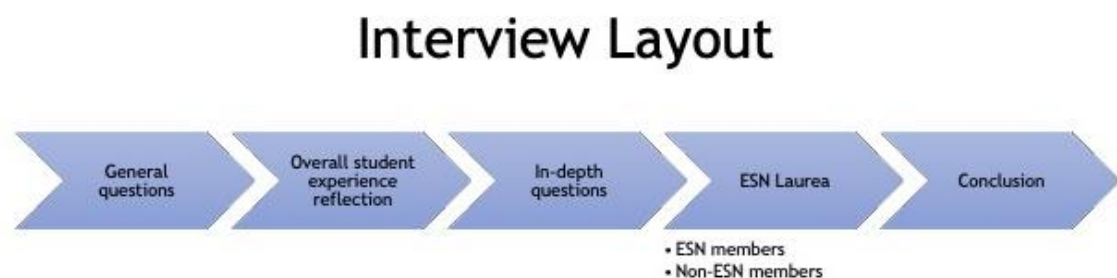 Interview Layout
General
questions
Overall student
experience
reflection
In-depth
questions
ESN Laurea
• ESN members
• Non-ESN members
Conclusion